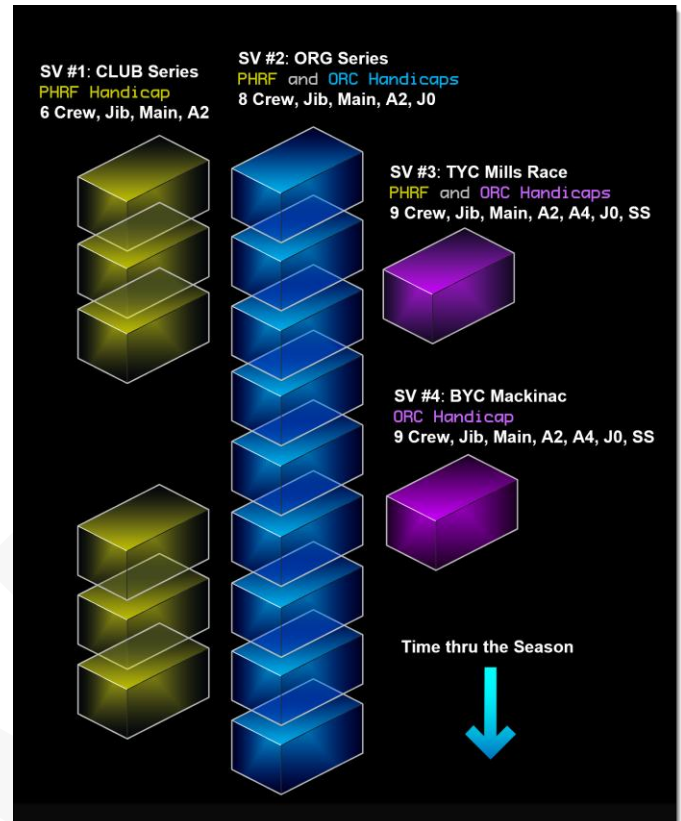 SV #1: CLUB Series
PHRF Handicap
6 Crew, Jib, Main, A2
SV #2: ORG Series
PHRF and ORC Handicaps
8 Crew, Jib, Main, A2, J0
SV #3: TYC Mills Race
PHRF and ORC Handicaps
9 Crew, Jib, Main, A2, A4, J0, SS
SV #4: BYC Mackinac
ORC Handicap
9 Crew, Jib, Main, A2, A4, J0, SS
Time thru the Season